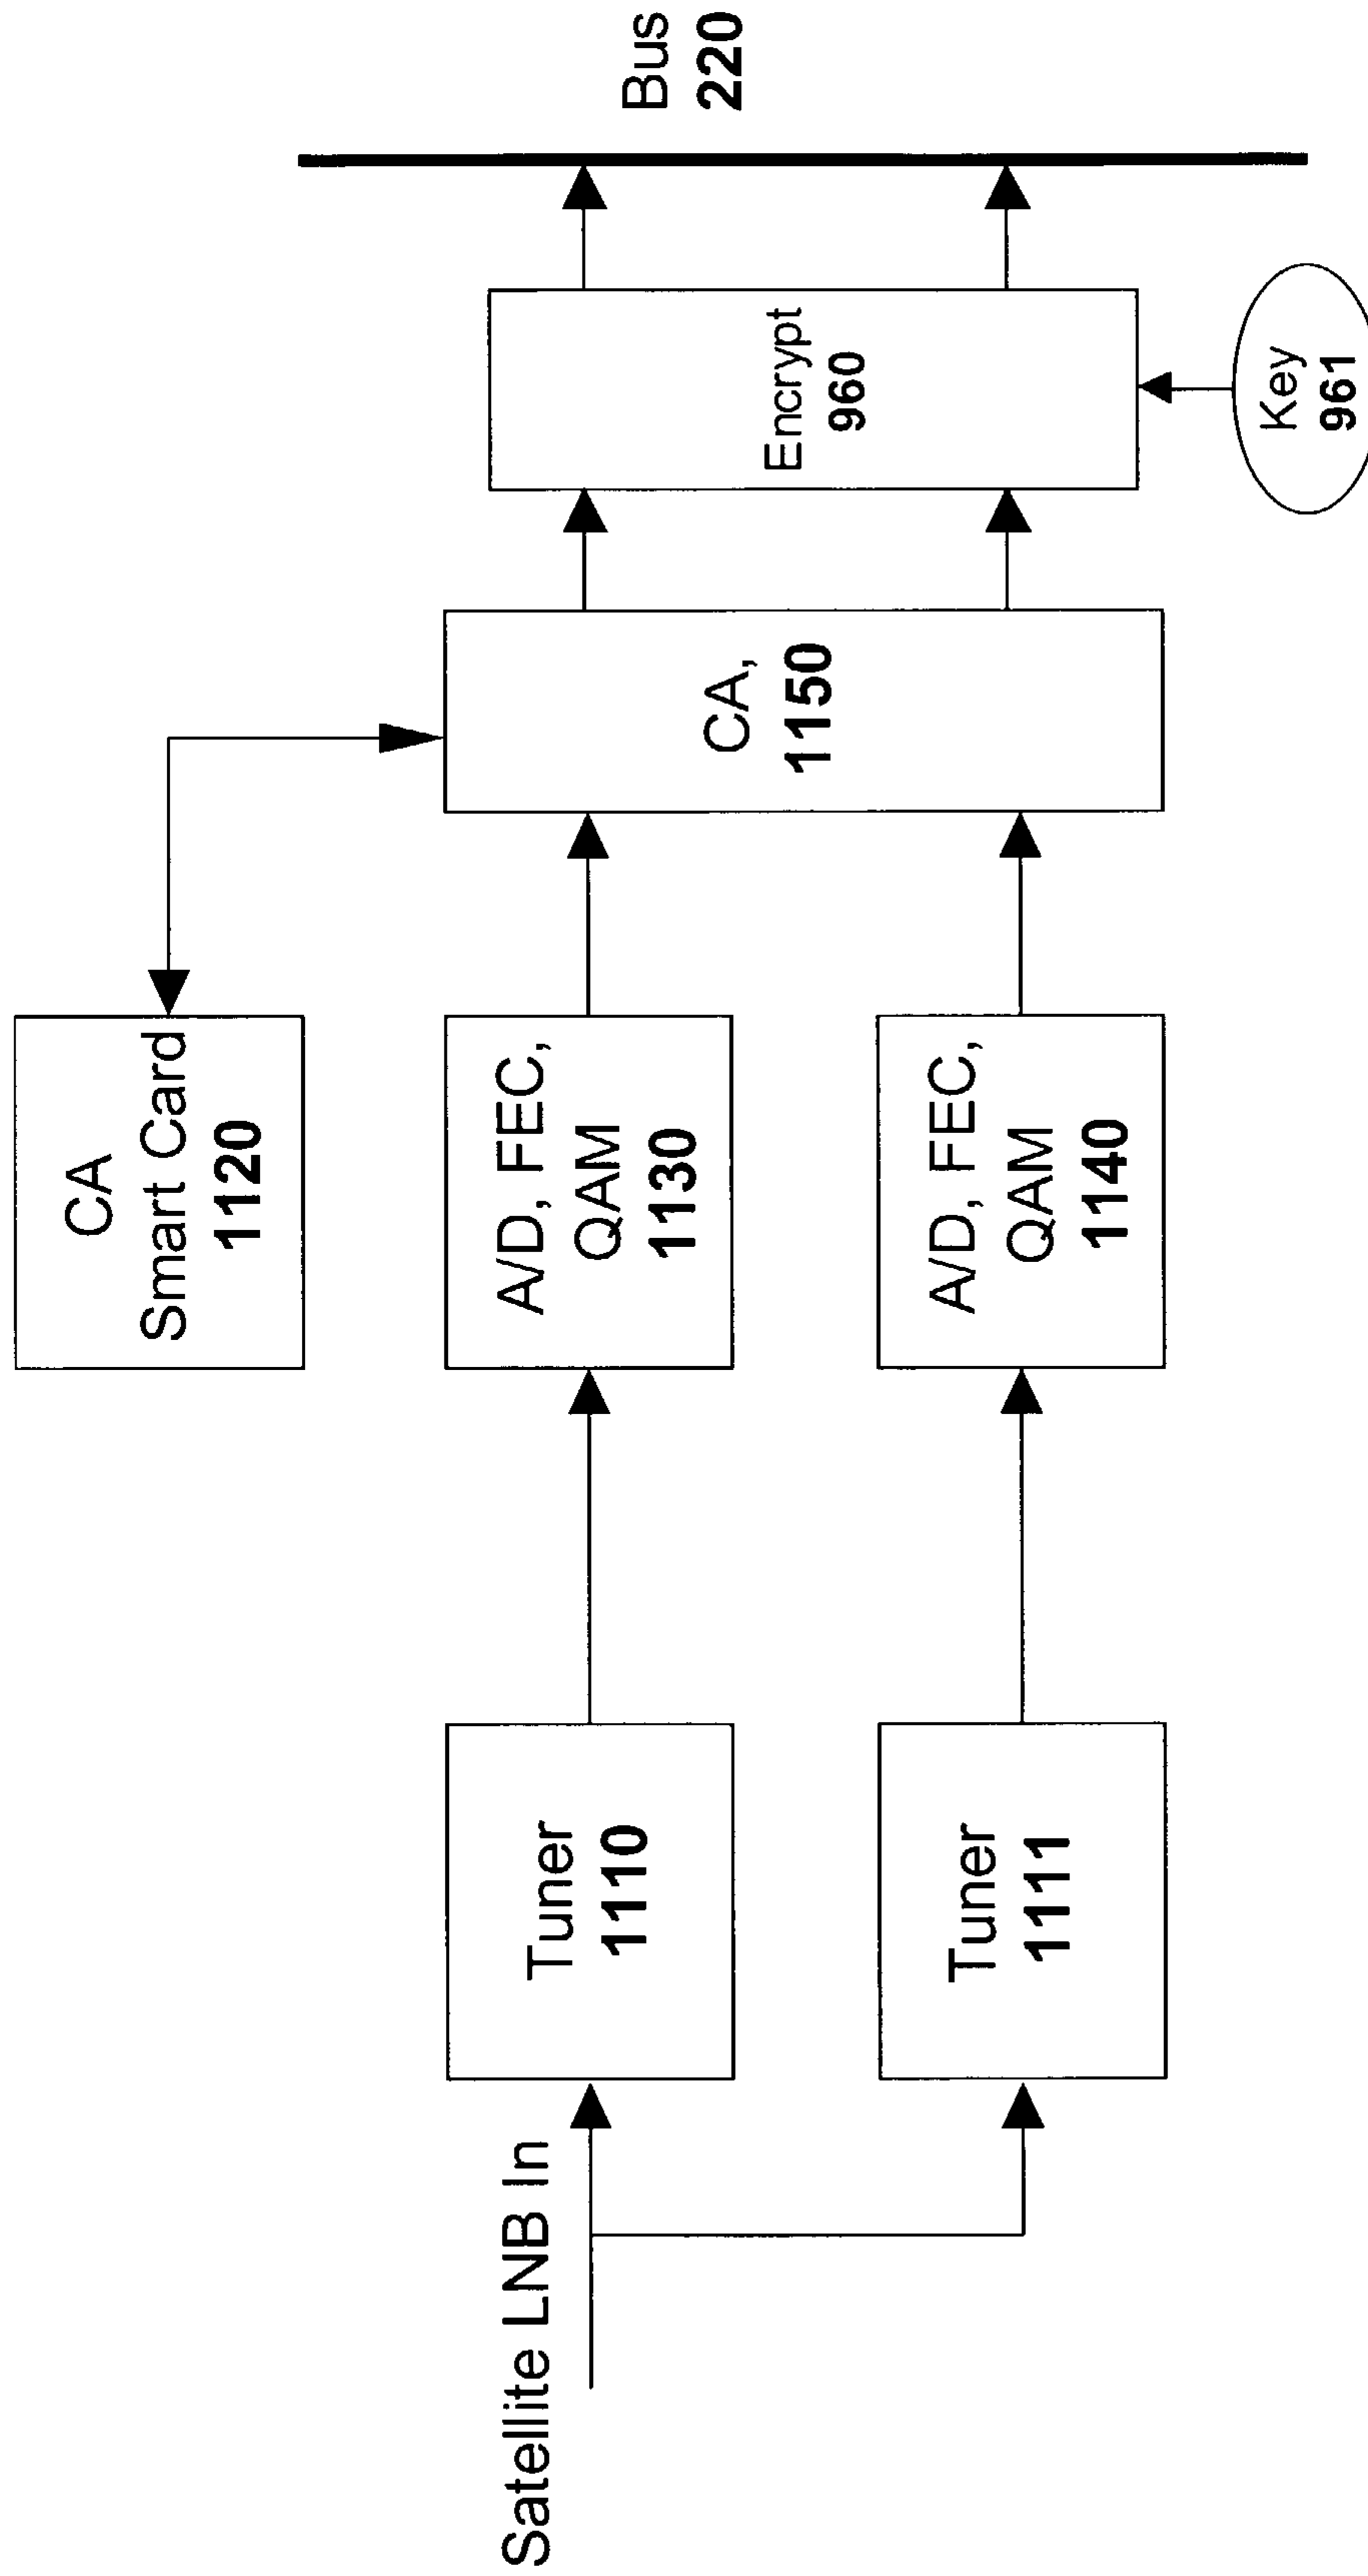 Satellite LNB In
Tuner
1110
Tuner
1111
CA
Smart Card
1120
A/D, FEC,
QAM
1130
A/D, FEC,
QAM
1140
CA,
1150
Encrypt
960
Key
961
Bus
220